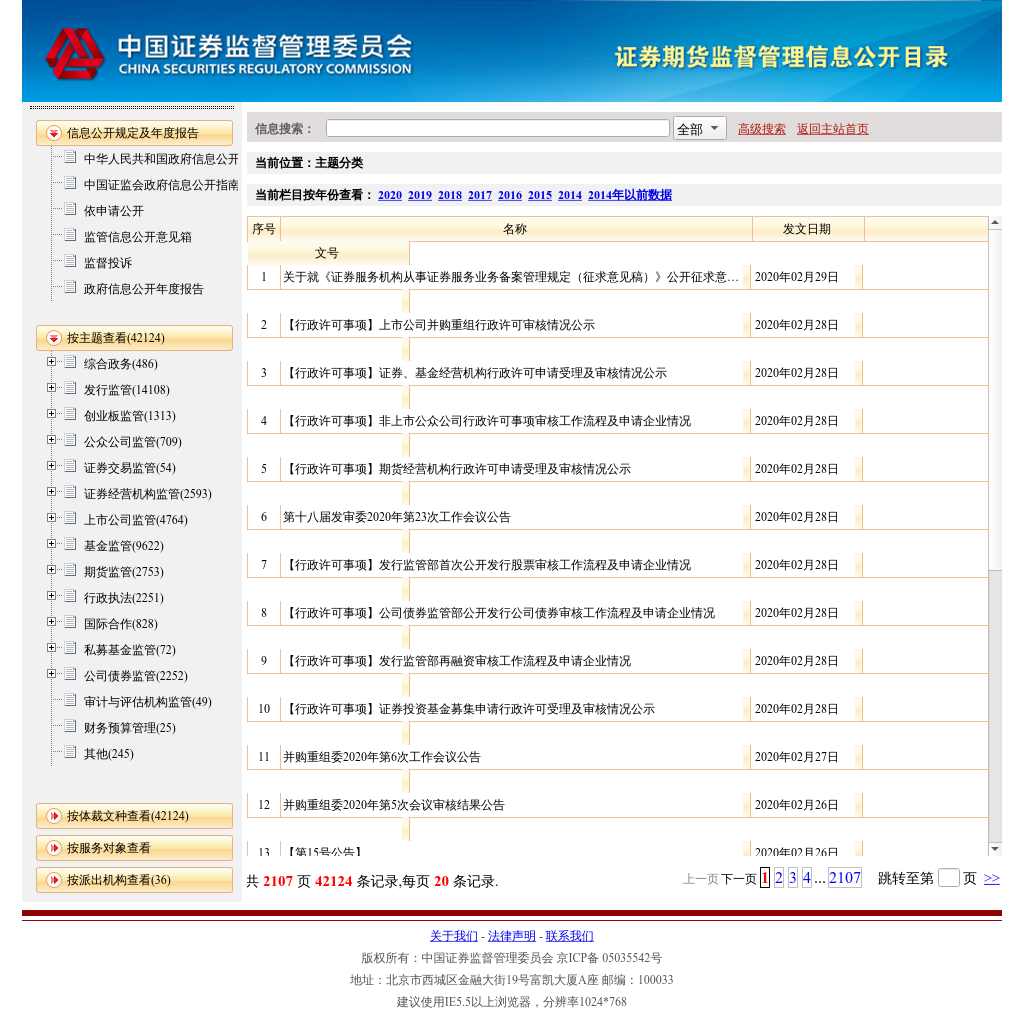 中国证券监督管理委员会
CHINA SECURITIES REGULATORY COMMISSION
证券期货监督管理信息公开目录
信息公开规定及年度报告
中华人民共和国政府信息公开
中国证监会政府信息公开指南
依申请公开
监管信息公开意见箱
监督投诉
政府信息公开年度报告
按主题查看(42124)
综合政务(486)
发行监管(14108)
创业板监管(1313)
公众公司监管(709)
证券交易监管(54)
证券经营机构监管(2593)
上市公司监管(4764)
基金监管(9622)
期货监管(2753)
行政执法(2251)
国际合作(828)
私募基金监管(72)
公司债券监管(2252)
审计与评估机构监管(49)
财务预算管理(25)
其他(245)
按体裁文种查看(42124)
按服务对象查看
按派出机构查看(36)
信息搜索： 全部 高级搜索 返回主站首页
当前位置：主题分类
当前栏目按年份查看： 2020 2019 2018 2017 2016 2015 2014 2014年以前数据
序号 名称 发文日期
文号
1 关于就《证券服务机构从事证券服务业务备案管理规定（征求意见稿）》公开征求意… 2020年02月29日
2 【行政许可事项】上市公司并购重组行政许可审核情况公示 2020年02月28日
3 【行政许可事项】证券、基金经营机构行政许可申请受理及审核情况公示 2020年02月28日
4 【行政许可事项】非上市公众公司行政许可事项审核工作流程及申请企业情况 2020年02月28日
5 【行政许可事项】期货经营机构行政许可申请受理及审核情况公示 2020年02月28日
6 第十八届发审委2020年第23次工作会议公告 2020年02月28日
7 【行政许可事项】发行监管部首次公开发行股票审核工作流程及申请企业情况 2020年02月28日
8 【行政许可事项】公司债券监管部公开发行公司债券审核工作流程及申请企业情况 2020年02月28日
9 【行政许可事项】发行监管部再融资审核工作流程及申请企业情况 2020年02月28日
10 【行政许可事项】证券投资基金募集申请行政许可受理及审核情况公示 2020年02月28日
11 并购重组委2020年第6次工作会议公告 2020年02月27日
12 并购重组委2020年第5次会议审核结果公告 2020年02月26日
13 【第15号公告】 2020年02月26日
共 2107 页 42124 条记录,每页 20 条记录. 上一页 下一页 1 2 3 4 ... 2107 跳转至第 页 >>
关于我们 - 法律声明 - 联系我们
版权所有：中国证券监督管理委员会 京ICP备 05035542号
地址：北京市西城区金融大街19号富凯大厦A座 邮编：100033
建议使用IE5.5以上浏览器，分辨率1024*768